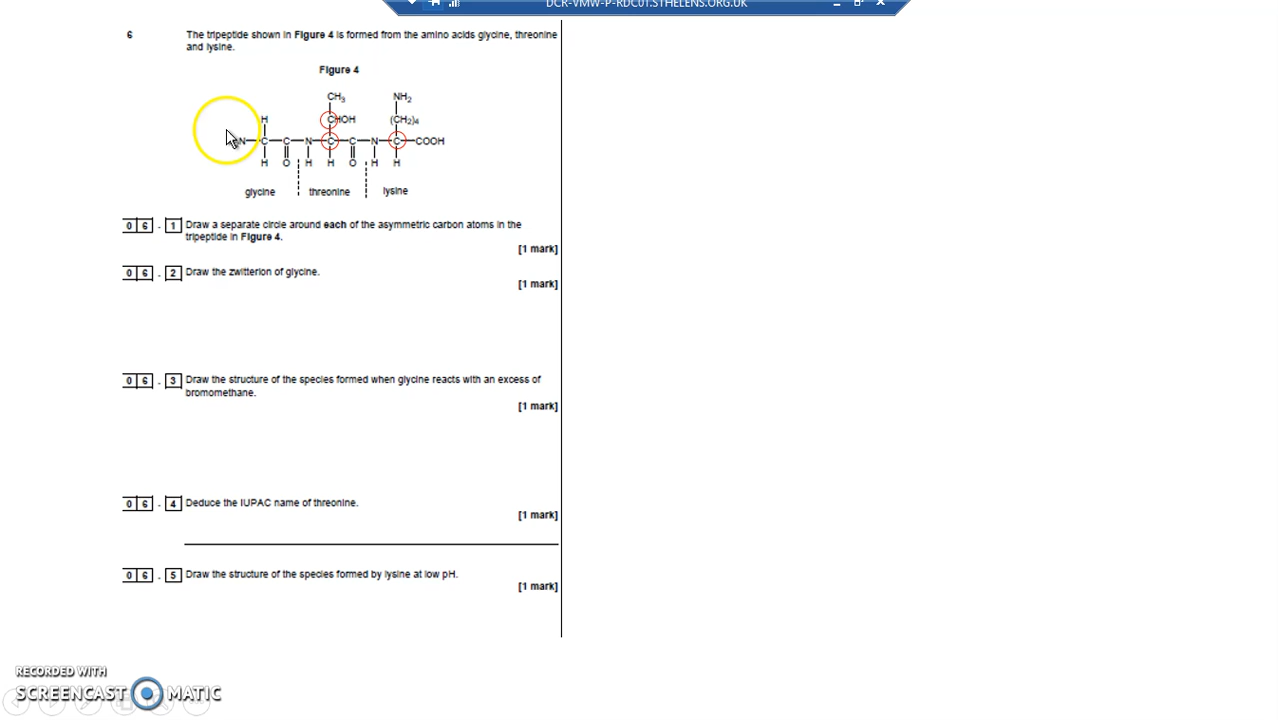 DCR-VMW-P-RDC01.STHELENS.ORG.UK
6 The tripeptide shown in Figure 4 is formed from the amino acids glycine, threonine
and lysine.
Figure 4
CH3 NH2
H CHOH (CH2)4
N C C N C C N C COOH
H O H H O H H
glycine threonine lysine
0 6 . 1 Draw a separate circle around each of the asymmetric carbon atoms in the
tripeptide in Figure 4.
[1 mark]
0 6 . 2 Draw the zwitterion of glycine.
[1 mark]
0 6 . 3 Draw the structure of the species formed when glycine reacts with an excess of
bromomethane.
[1 mark]
0 6 . 4 Deduce the IUPAC name of threonine.
[1 mark]
0 6 . 5 Draw the structure of the species formed by lysine at low pH.
[1 mark]
RECORDED WITH
SCREENCAST MATIC